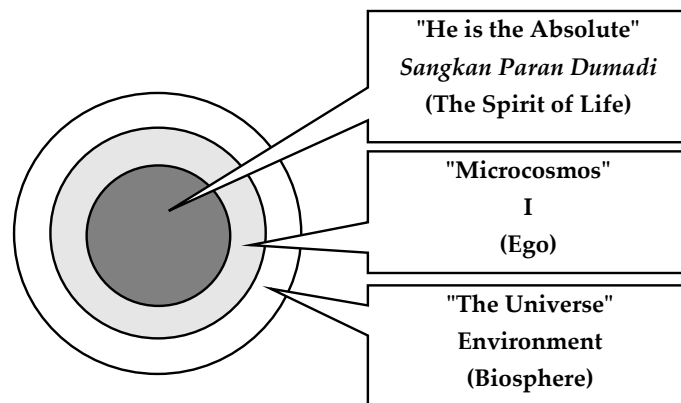 "He is the Absolute"
Sangkan Paran Dumadi
(The Spirit of Life)
"Microcosmos"
I
(Ego)
"The Universe"
Environment
(Biosphere)